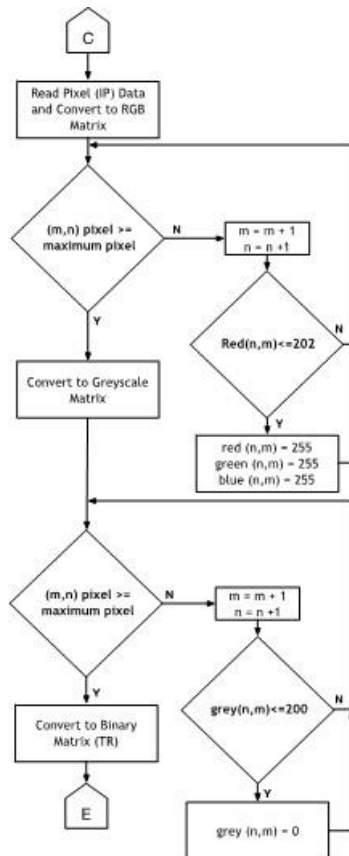 C
Read Pixel (IP) Data
and Convert to RGB
Matrix
(m,n) pixel >=
maximum pixel
N
m = m + 1
n = n +1
Y
Red(n,m)<=202
N
Y
Convert to Greyscale
Matrix
red (n,m) = 255
green (n,m) = 255
blue (n,m) = 255
(m,n) pixel >=
maximum pixel
N
m = m + 1
n = n +1
Y
grey(n,m)<=200
N
Y
Convert to Binary
Matrix (TR)
E
grey (n,m) = 0